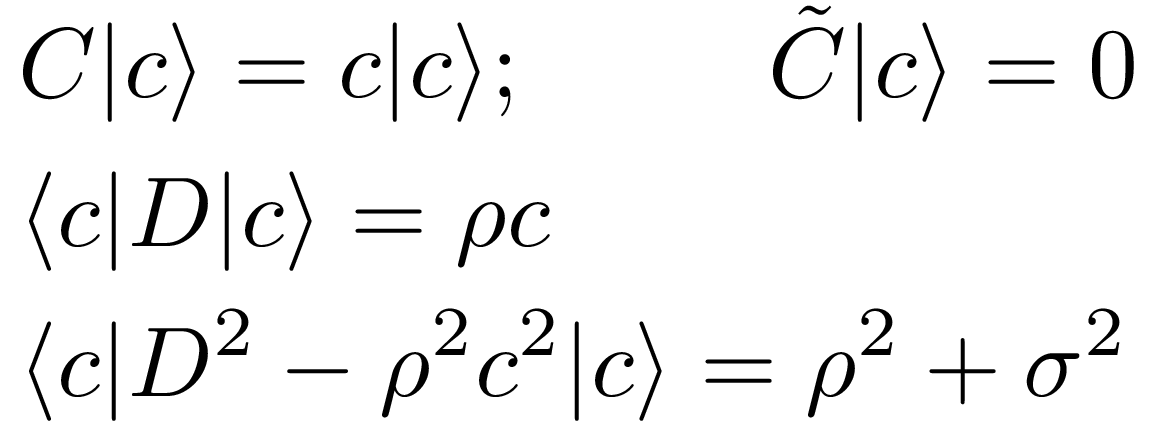 C|c⟩ = c|c⟩; C̃|c⟩ = 0
⟨c|D|c⟩ = ρc
⟨c|D² − ρ²c²|c⟩ = ρ² + σ²